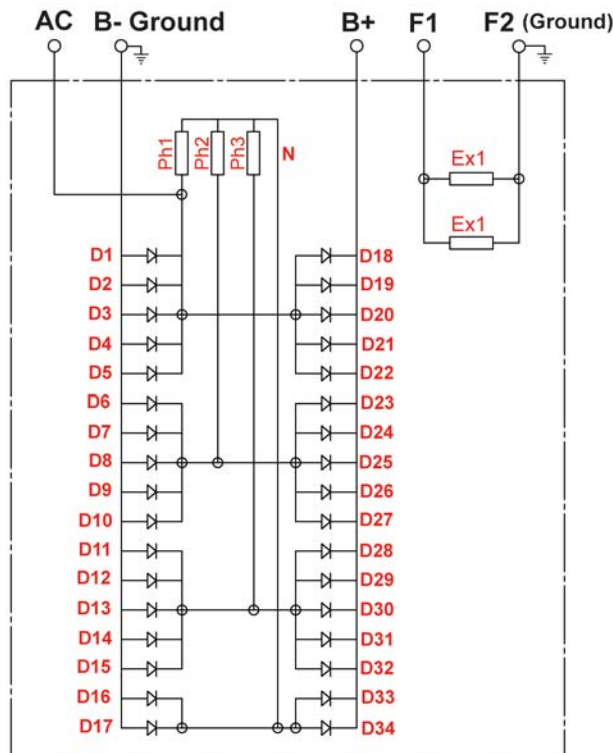 AC B- Ground B+ F1 F2 (Ground)
Ph1 Ph2 Ph3 N
Ex1
Ex1
D1 D18
D2 D19
D3 D20
D4 D21
D5 D22
D6 D23
D7 D24
D8 D25
D9 D26
D10 D27
D11 D28
D12 D29
D13 D30
D14 D31
D15 D32
D16 D33
D17 D34